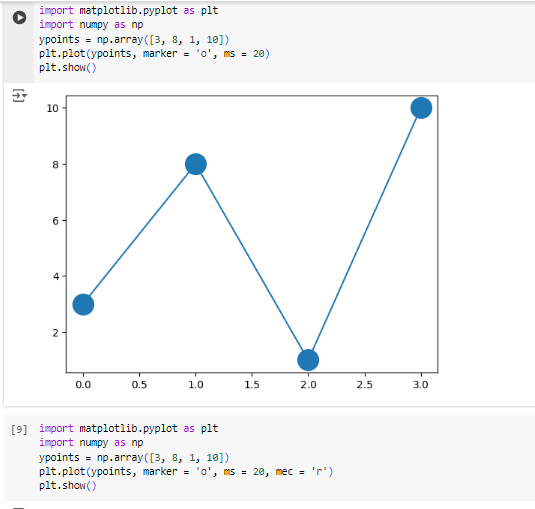 import matplotlib.pyplot as plt
import numpy as np
ypoints = np.array([3, 8, 1, 10])
plt.plot(ypoints, marker = 'o', ms = 20)
plt.show()
10
8
6
4
2
0.0 0.5 1.0 1.5 2.0 2.5 3.0
[9] import matplotlib.pyplot as plt
import numpy as np
ypoints = np.array([3, 8, 1, 10])
plt.plot(ypoints, marker = 'o', ms = 20, mec = 'r')
plt.show()